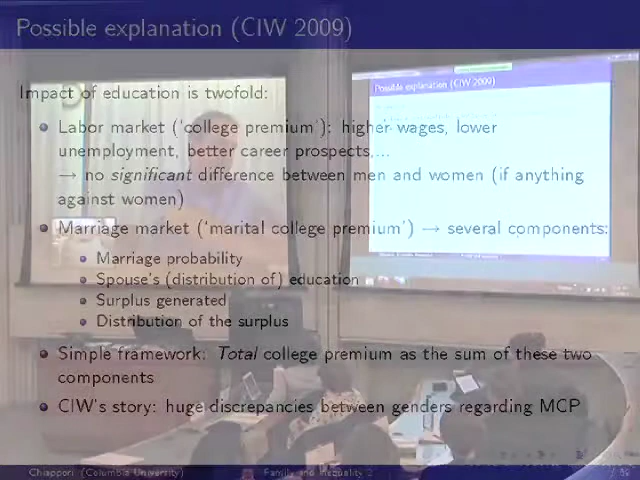 Possible explanation (CIW 2009)
Possible explanation (CIW 2009)
Impact of education is twofold:
Labor market ('college premium'): higher wages, lower
unemployment, better career prospects,...
→ no significant difference between men and women (if anything
against women)
Marriage market ('marital college premium') → several components:
Marriage probability
Spouse's (distribution of) education
Surplus generated
Distribution of the surplus
Simple framework: Total college premium as the sum of these two
components
CIW's story: huge discrepancies between genders regarding MCP
Chiappori (Columbia University)
Family and Inequality 2
/ 39